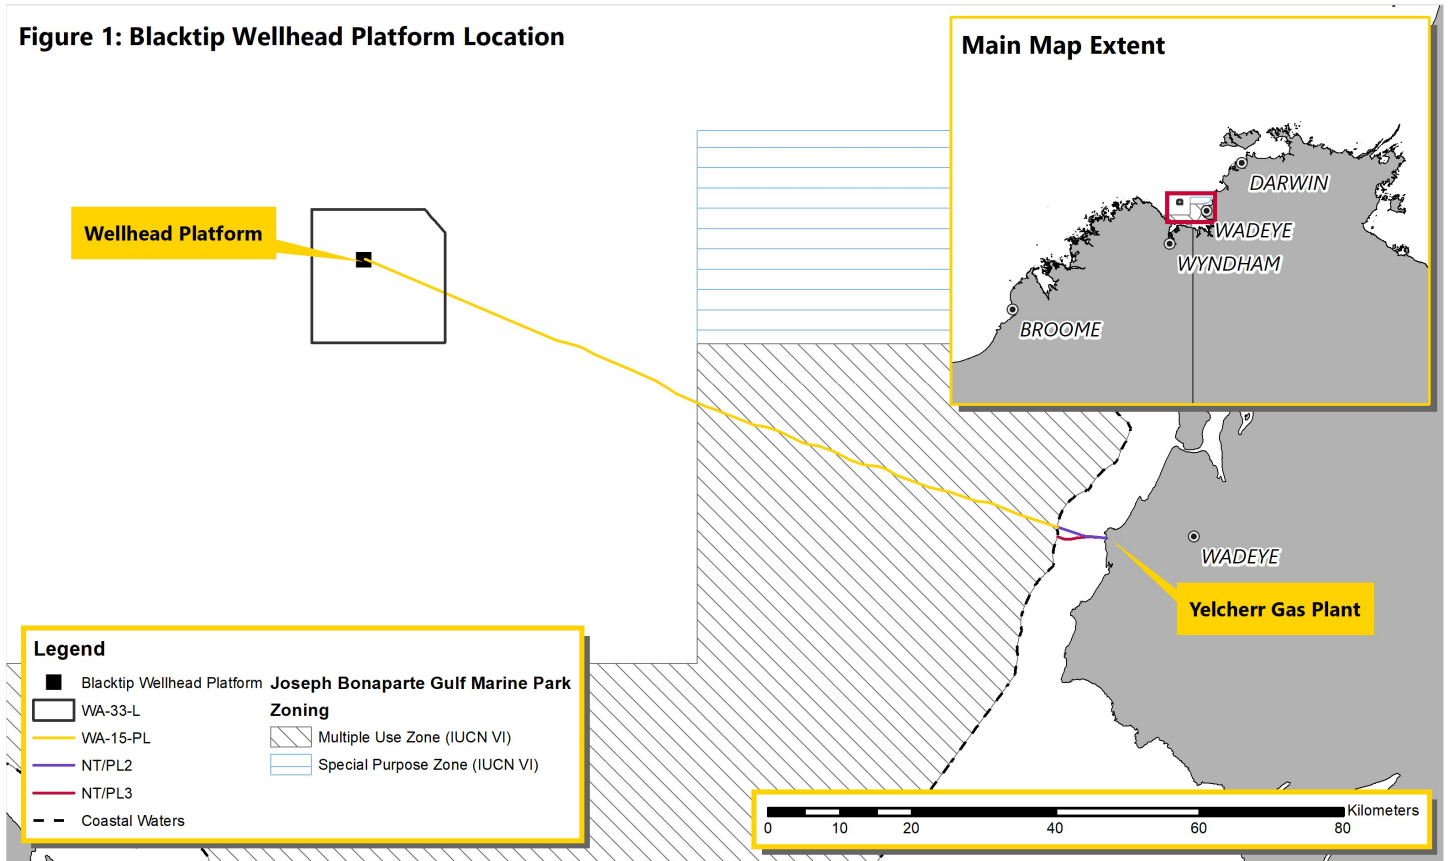 Figure 1: Blacktip Wellhead Platform Location
Main Map Extent
DARWIN
WADEYE
WYNDHAM
BROOME
Wellhead Platform
WADEYE
Yelcherr Gas Plant
Legend
Blacktip Wellhead Platform
WA-33-L
WA-15-PL
NT/PL2
NT/PL3
Coastal Waters
Joseph Bonaparte Gulf Marine Park
Zoning
Multiple Use Zone (IUCN VI)
Special Purpose Zone (IUCN VI)
Kilometers
0 10 20 40 60 80